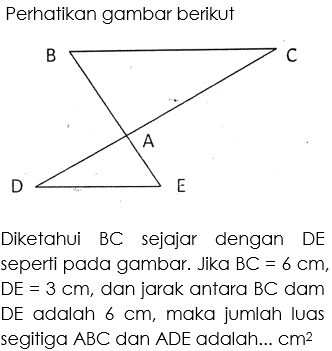 Perhatikan gambar berikut
B
C
A
D
E
Diketahui BC sejajar dengan DE
seperti pada gambar. Jika BC = 6 cm,
DE = 3 cm, dan jarak antara BC dam
DE adalah 6 cm, maka jumlah luas
segitiga ABC dan ADE adalah... cm²